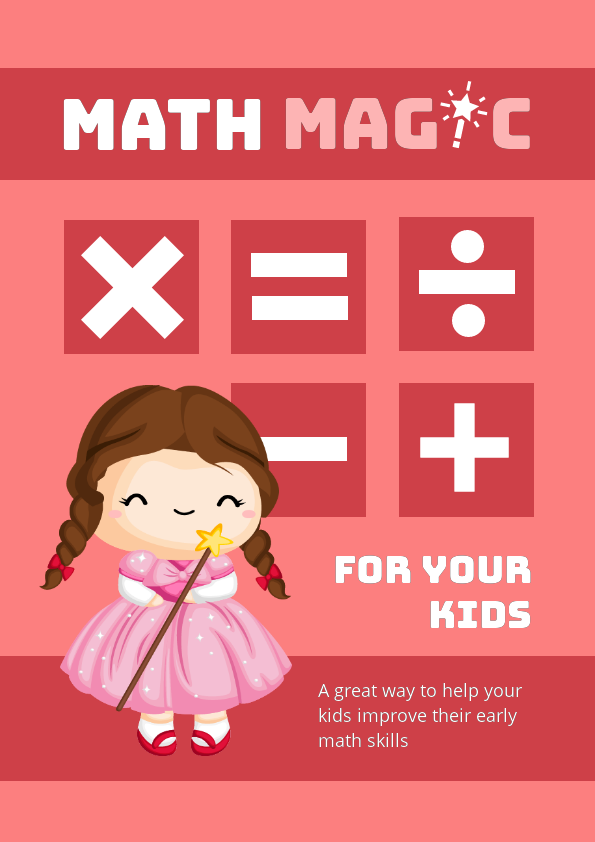 MATH MAGIC
× = ÷
− +
FOR YOUR
KIDS
A great way to help your
kids improve their early
math skills